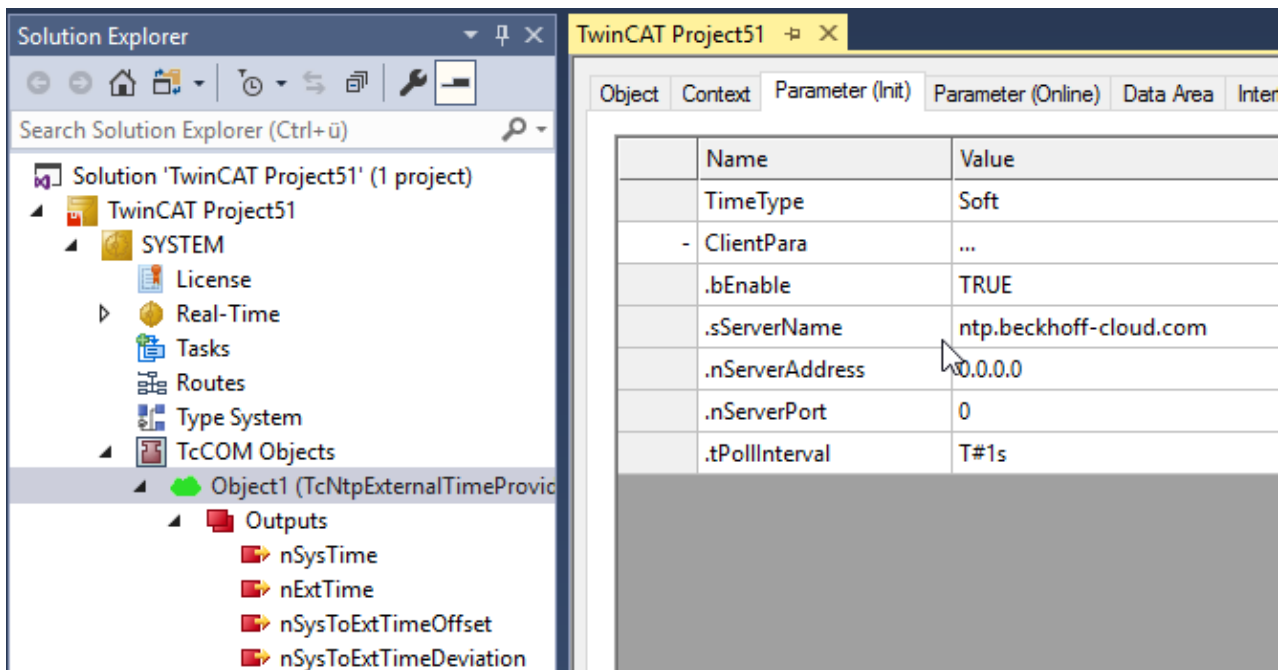 Solution Explorer
Search Solution Explorer (Ctrl+ü)
Solution 'TwinCAT Project51' (1 project)
TwinCAT Project51
SYSTEM
License
Real-Time
Tasks
Routes
Type System
TcCOM Objects
Object1 (TcNtpExternalTimeProvid
Outputs
nSysTime
nExtTime
nSysToExtTimeOffset
nSysToExtTimeDeviation
TwinCAT Project51
Object Context Parameter (Init) Parameter (Online) Data Area Inter
Name Value
TimeType Soft
- ClientPara ...
.bEnable TRUE
.sServerName ntp.beckhoff-cloud.com
.nServerAddress 0.0.0.0
.nServerPort 0
.tPollInterval T#1s